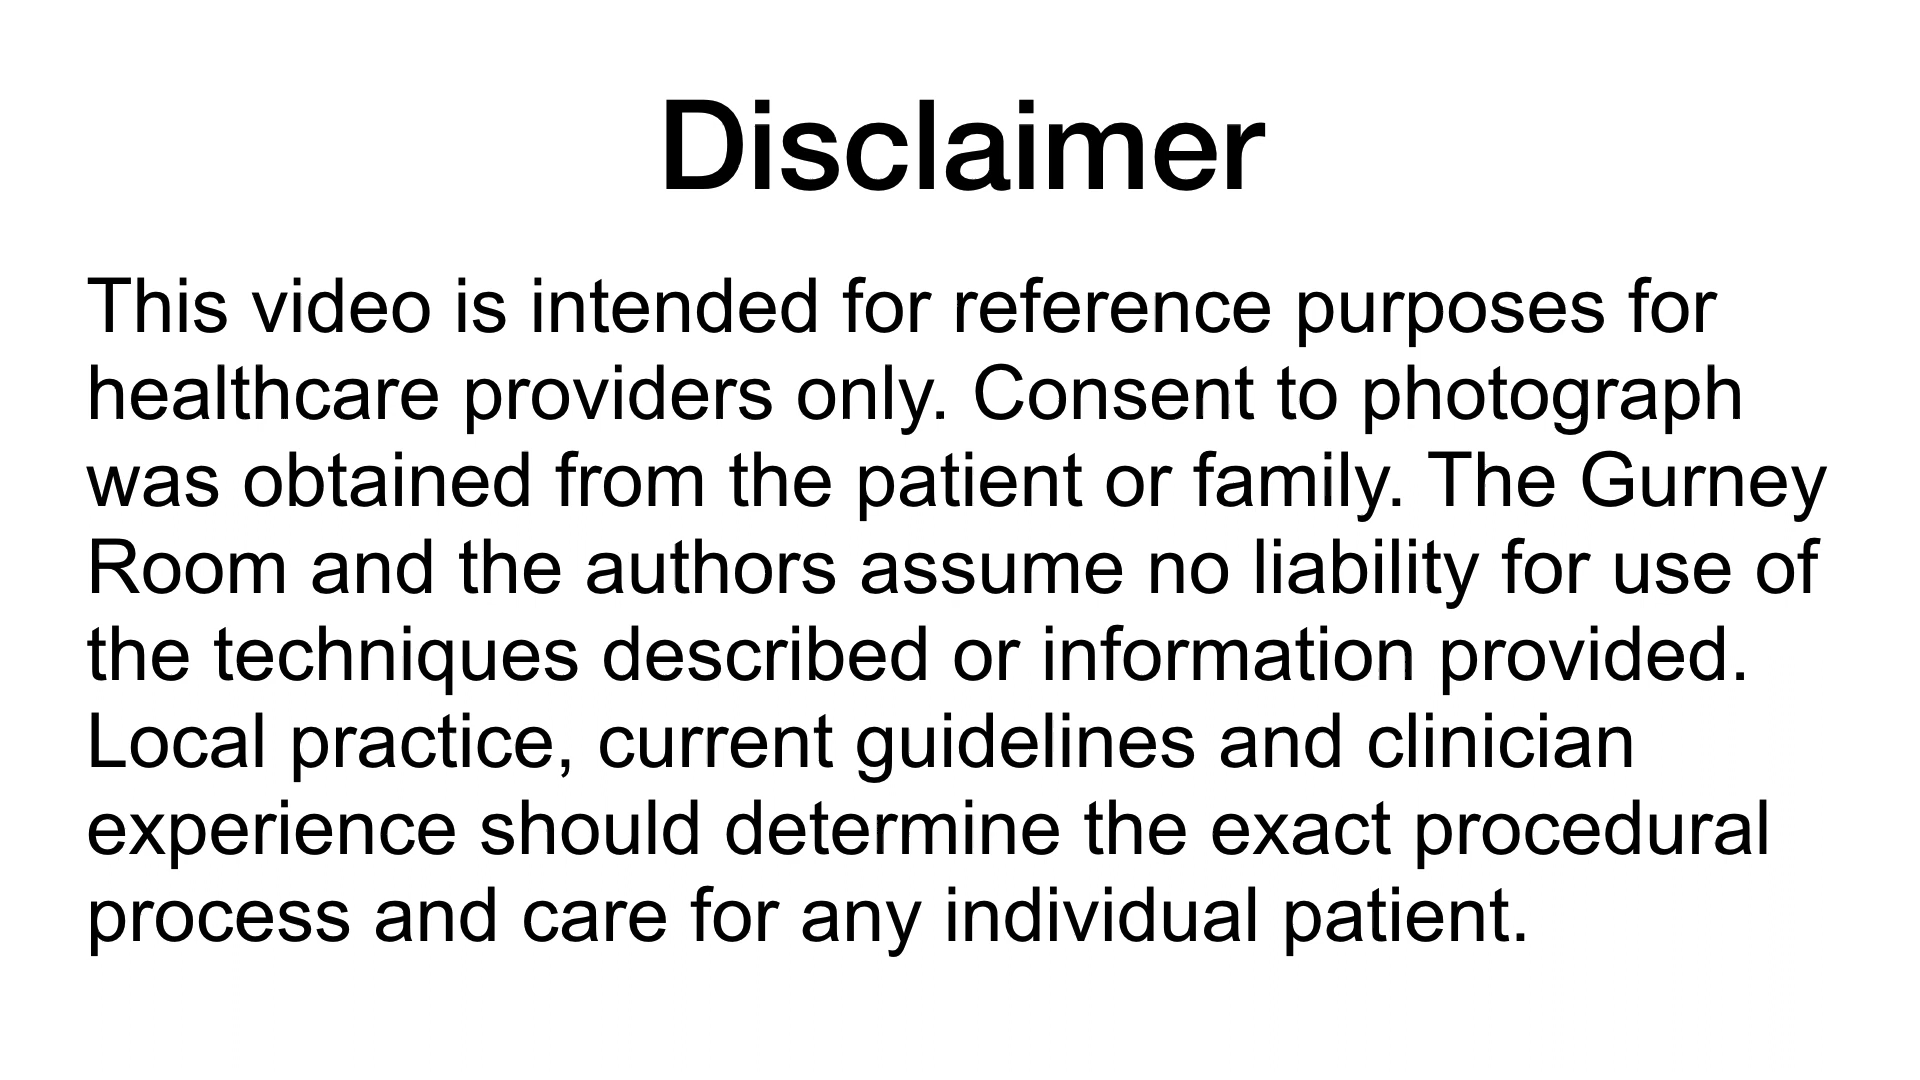 Disclaimer
This video is intended for reference purposes for
healthcare providers only. Consent to photograph
was obtained from the patient or family. The Gurney
Room and the authors assume no liability for use of
the techniques described or information provided.
Local practice, current guidelines and clinician
experience should determine the exact procedural
process and care for any individual patient.